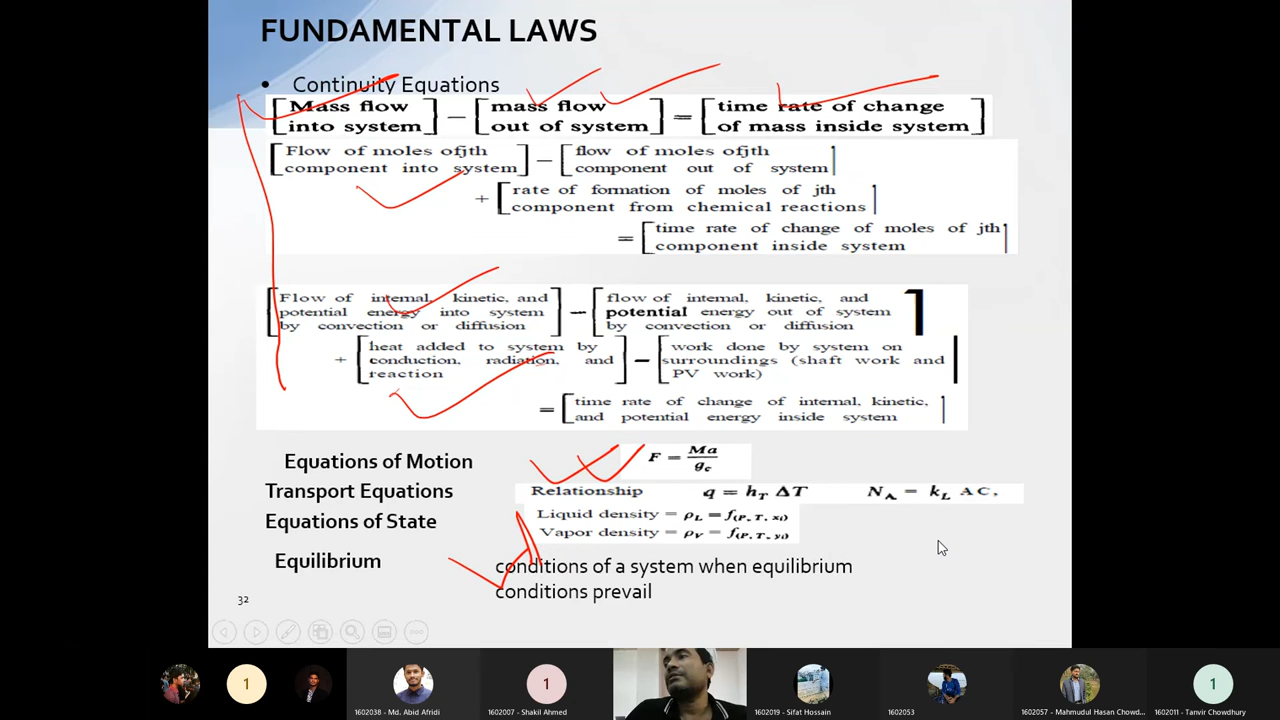 FUNDAMENTAL LAWS
• Continuity Equations
[Mass flow into system] − [mass flow out of system] = [time rate of change of mass inside system]
[Flow of moles ofjth component into system] − [flow of moles ofjth component out of system]
+ [rate of formation of moles of jth component from chemical reactions]
= [time rate of change of moles of jth component inside system]
[Flow of internal, kinetic, and potential energy into system by convection or diffusion] − [flow of internal, kinetic, and potential energy out of system by convection or diffusion]
+ [heat added to system by conduction, radiation, and reaction] − [work done by system on surroundings (shaft work and PV work)]
= [time rate of change of internal, kinetic, and potential energy inside system]
Equations of Motion F = Ma/gc
Transport Equations Relationship q = hT ΔT NA = kL AC,
Equations of State Liquid density = ρL = f(P, T, xi)
Vapor density = ρV = f(P, T, yi)
Equilibrium conditions of a system when equilibrium
conditions prevail
32
1
1602038 - Md. Abid Afridi
1
1602007 - Shakil Ahmed
1602019 - Sifat Hossain
1602053
1602057 - Mahmudul Hasan Chowd...
1
1602011 - Tanvir Chowdhury